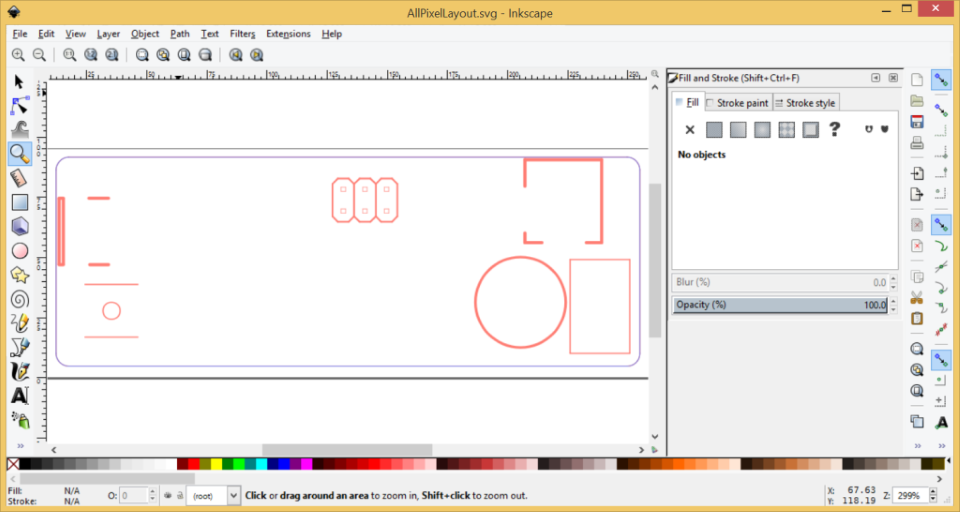 AllPixelLayout.svg - Inkscape
File Edit View Layer Object Path Text Filters Extensions Help
Fill and Stroke (Shift+Ctrl+F)
Fill Stroke paint Stroke style
No objects
Blur (%) 0.0
Opacity (%) 100.0
Fill: N/A
Stroke: N/A
O: 0
(root)
Click or drag around an area to zoom in, Shift+click to zoom out.
X: 67.63
Y: 118.19
Z: 299%